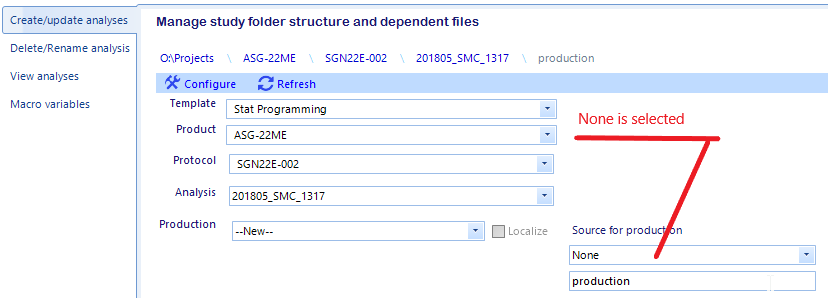 Create/update analyses
Delete/Rename analysis
View analyses
Macro variables
Manage study folder structure and dependent files
O:\Projects \ ASG-22ME \ SGN22E-002 \ 201805_SMC_1317 \ production
Configure Refresh
Template Stat Programming
Product ASG-22ME
Protocol SGN22E-002
Analysis 201805_SMC_1317
Production --New-- Localize
None is selected
Source for production
None
production